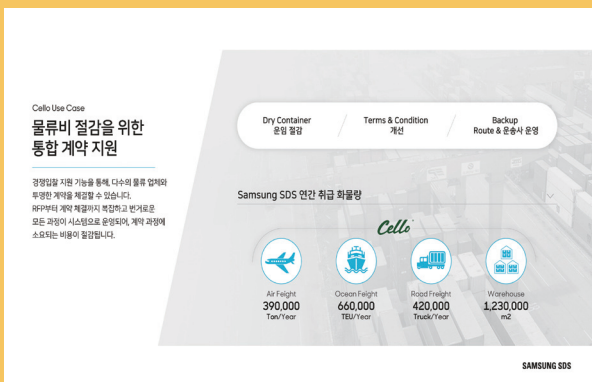 Cello Use Case
물류비 절감을 위한
통합 계약 지원
경쟁입찰 지원 기능을 통해, 다수의 물류 업체와
투명한 계약을 체결할 수 있습니다.
RFP부터 계약 체결까지 복잡하고 번거로운
모든 과정이 시스템으로 운영되어, 계약 과정에
소요되는 비용이 절감됩니다.
Dry Container
운임 절감
Terms & Condition
개선
Backup
Route & 운송사 운영
Samsung SDS 연간 취급 화물량
Cello
Air Feight
390,000
Ton/Year
Ocean Feight
660,000
TEU/Year
Road Freight
420,000
Truck/Year
Warehouse
1,230,000
m2
SAMSUNG SDS